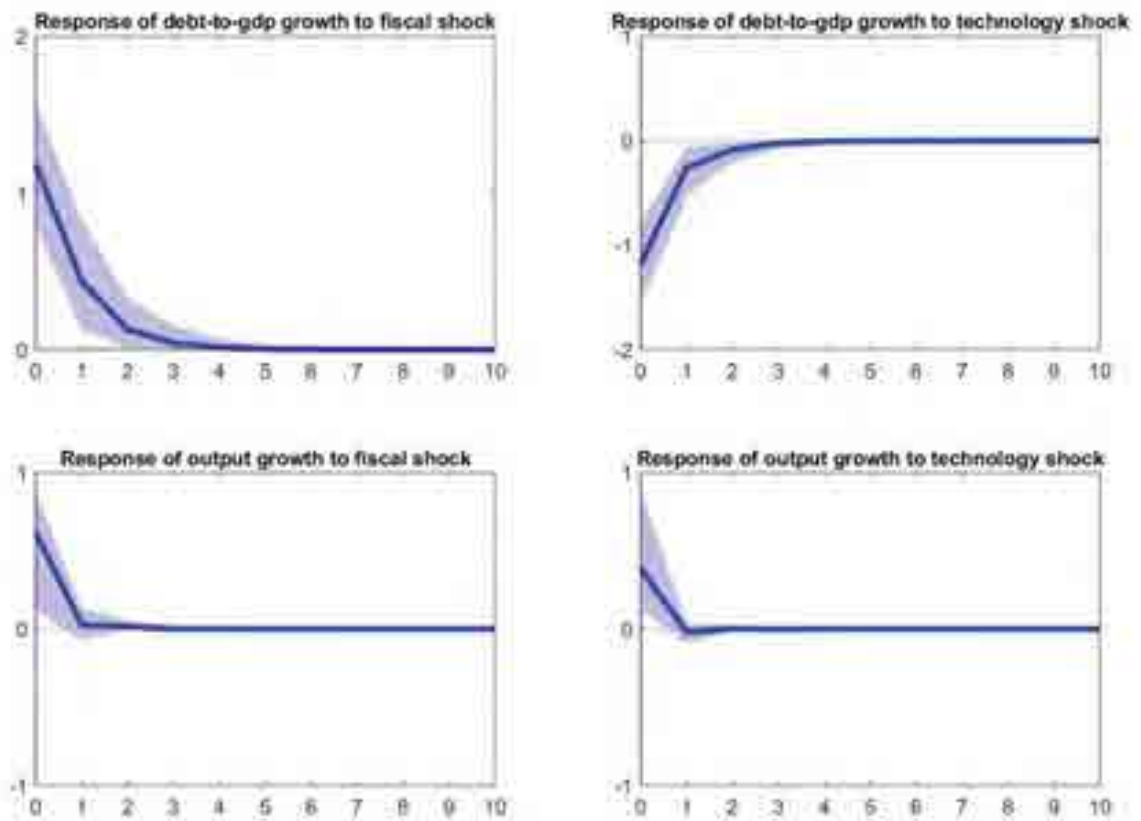 Response of debt-to-gdp growth to fiscal shock
2
1
0
0 1 2 3 4 5 6 7 8 9 10
Response of debt-to-gdp growth to technology shock
1
0
-1
-2
0 1 2 3 4 5 6 7 8 9 10
Response of output growth to fiscal shock
1
0
-1
0 1 2 3 4 5 6 7 8 9 10
Response of output growth to technology shock
1
0
-1
0 1 2 3 4 5 6 7 8 9 10